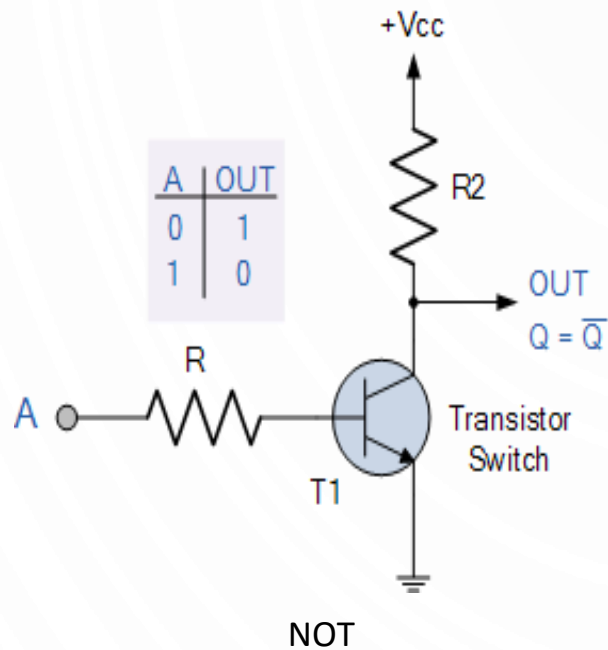 +Vcc
A OUT
0 1
1 0
R2
OUT
Q = Q̅
R
A
Transistor
Switch
T1
NOT